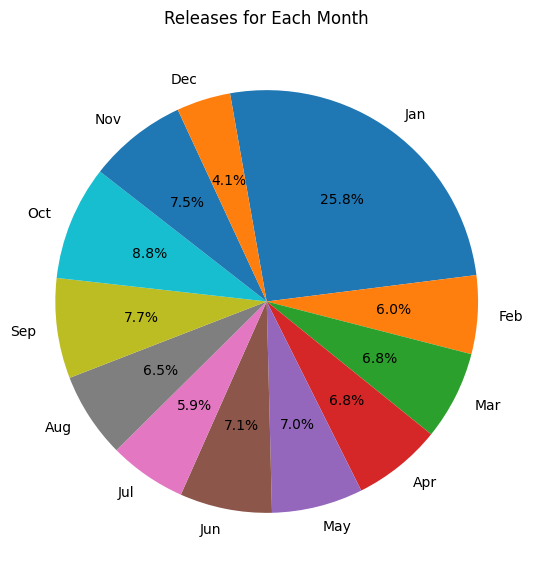 Releases for Each Month
Jan
25.8%
Feb
6.0%
Mar
6.8%
Apr
6.8%
May
7.0%
Jun
7.1%
Jul
5.9%
Aug
6.5%
Sep
7.7%
Oct
8.8%
Nov
7.5%
Dec
4.1%